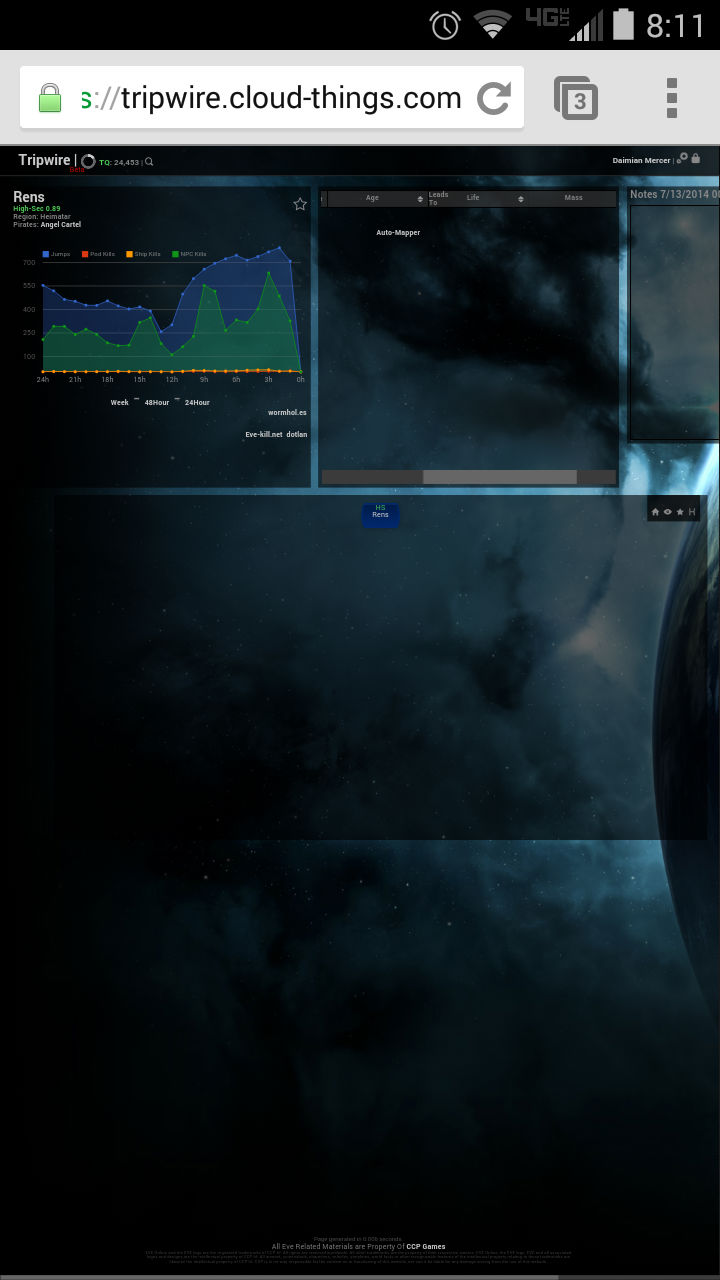 4G LTE 8:11
s://tripwire.cloud-things.com 3
Tripwire | TQ: 24,453 | Daimian Mercer |
Beta
Rens
High-Sec 0.89
Region: Heimatar
Pirates: Angel Cartel
Jumps Pod Kills Ship Kills NPC Kills
700
550
400
250
100
24h 21h 18h 15h 12h 9h 6h 3h 0h
Week 48Hour 24Hour
wormhol.es
Eve-kill.net dotlan
Age Leads To Life Mass
Auto-Mapper
Notes 7/13/2014
HS
Rens
H
Page generated in 0.006 seconds.
All Eve Related Materials are Property Of CCP Games